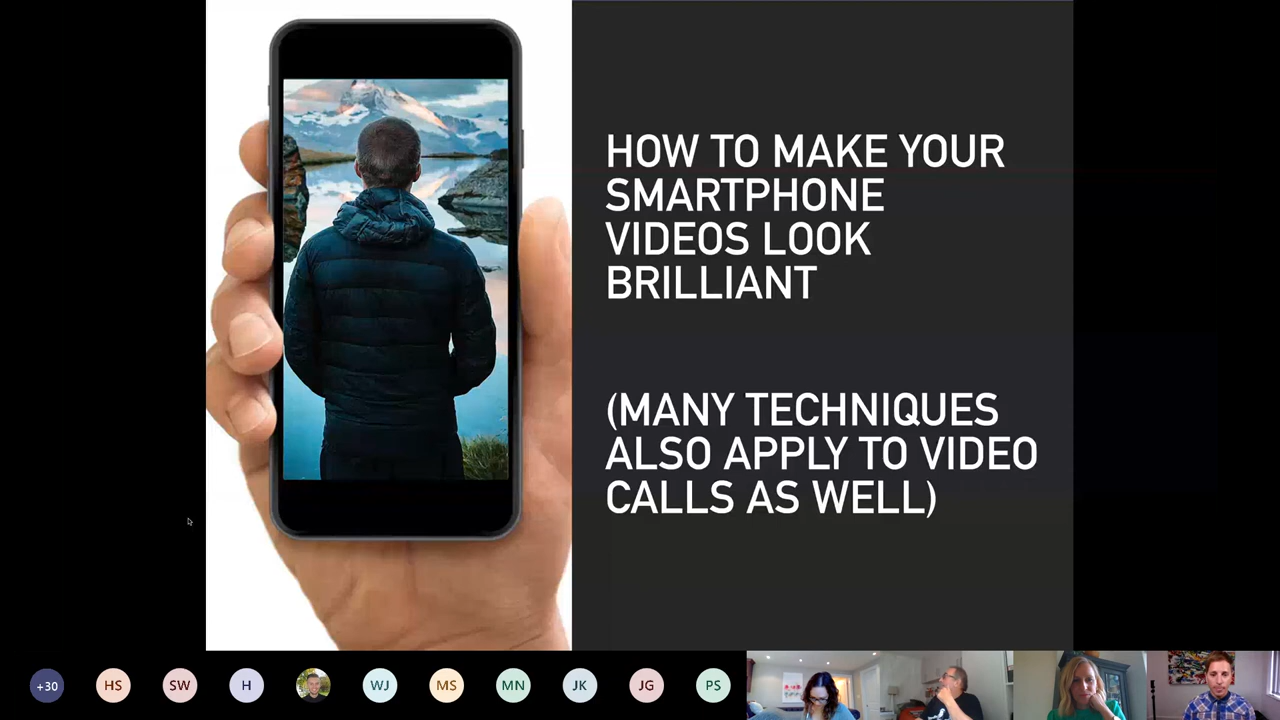 HOW TO MAKE YOUR
SMARTPHONE
VIDEOS LOOK
BRILLIANT
(MANY TECHNIQUES
ALSO APPLY TO VIDEO
CALLS AS WELL)
+30
HS
SW
H
WJ
MS
MN
JK
JG
PS